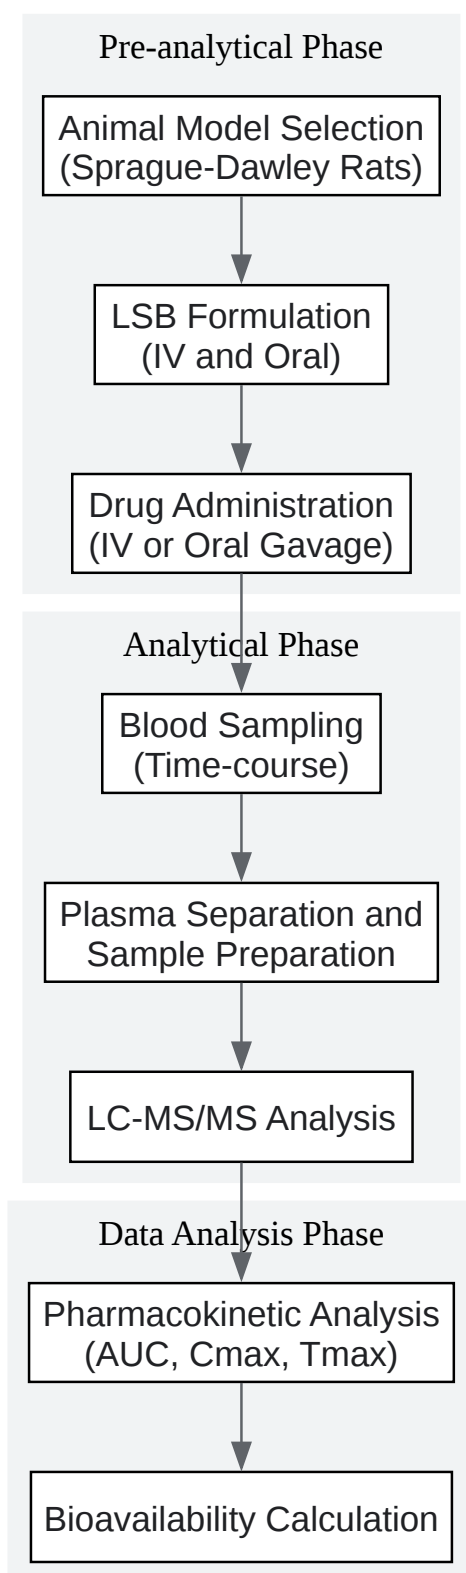 Pre-analytical Phase
Animal Model Selection
(Sprague-Dawley Rats)
LSB Formulation
(IV and Oral)
Drug Administration
(IV or Oral Gavage)
Analytical Phase
Blood Sampling
(Time-course)
Plasma Separation and
Sample Preparation
LC-MS/MS Analysis
Data Analysis Phase
Pharmacokinetic Analysis
(AUC, Cmax, Tmax)
Bioavailability Calculation